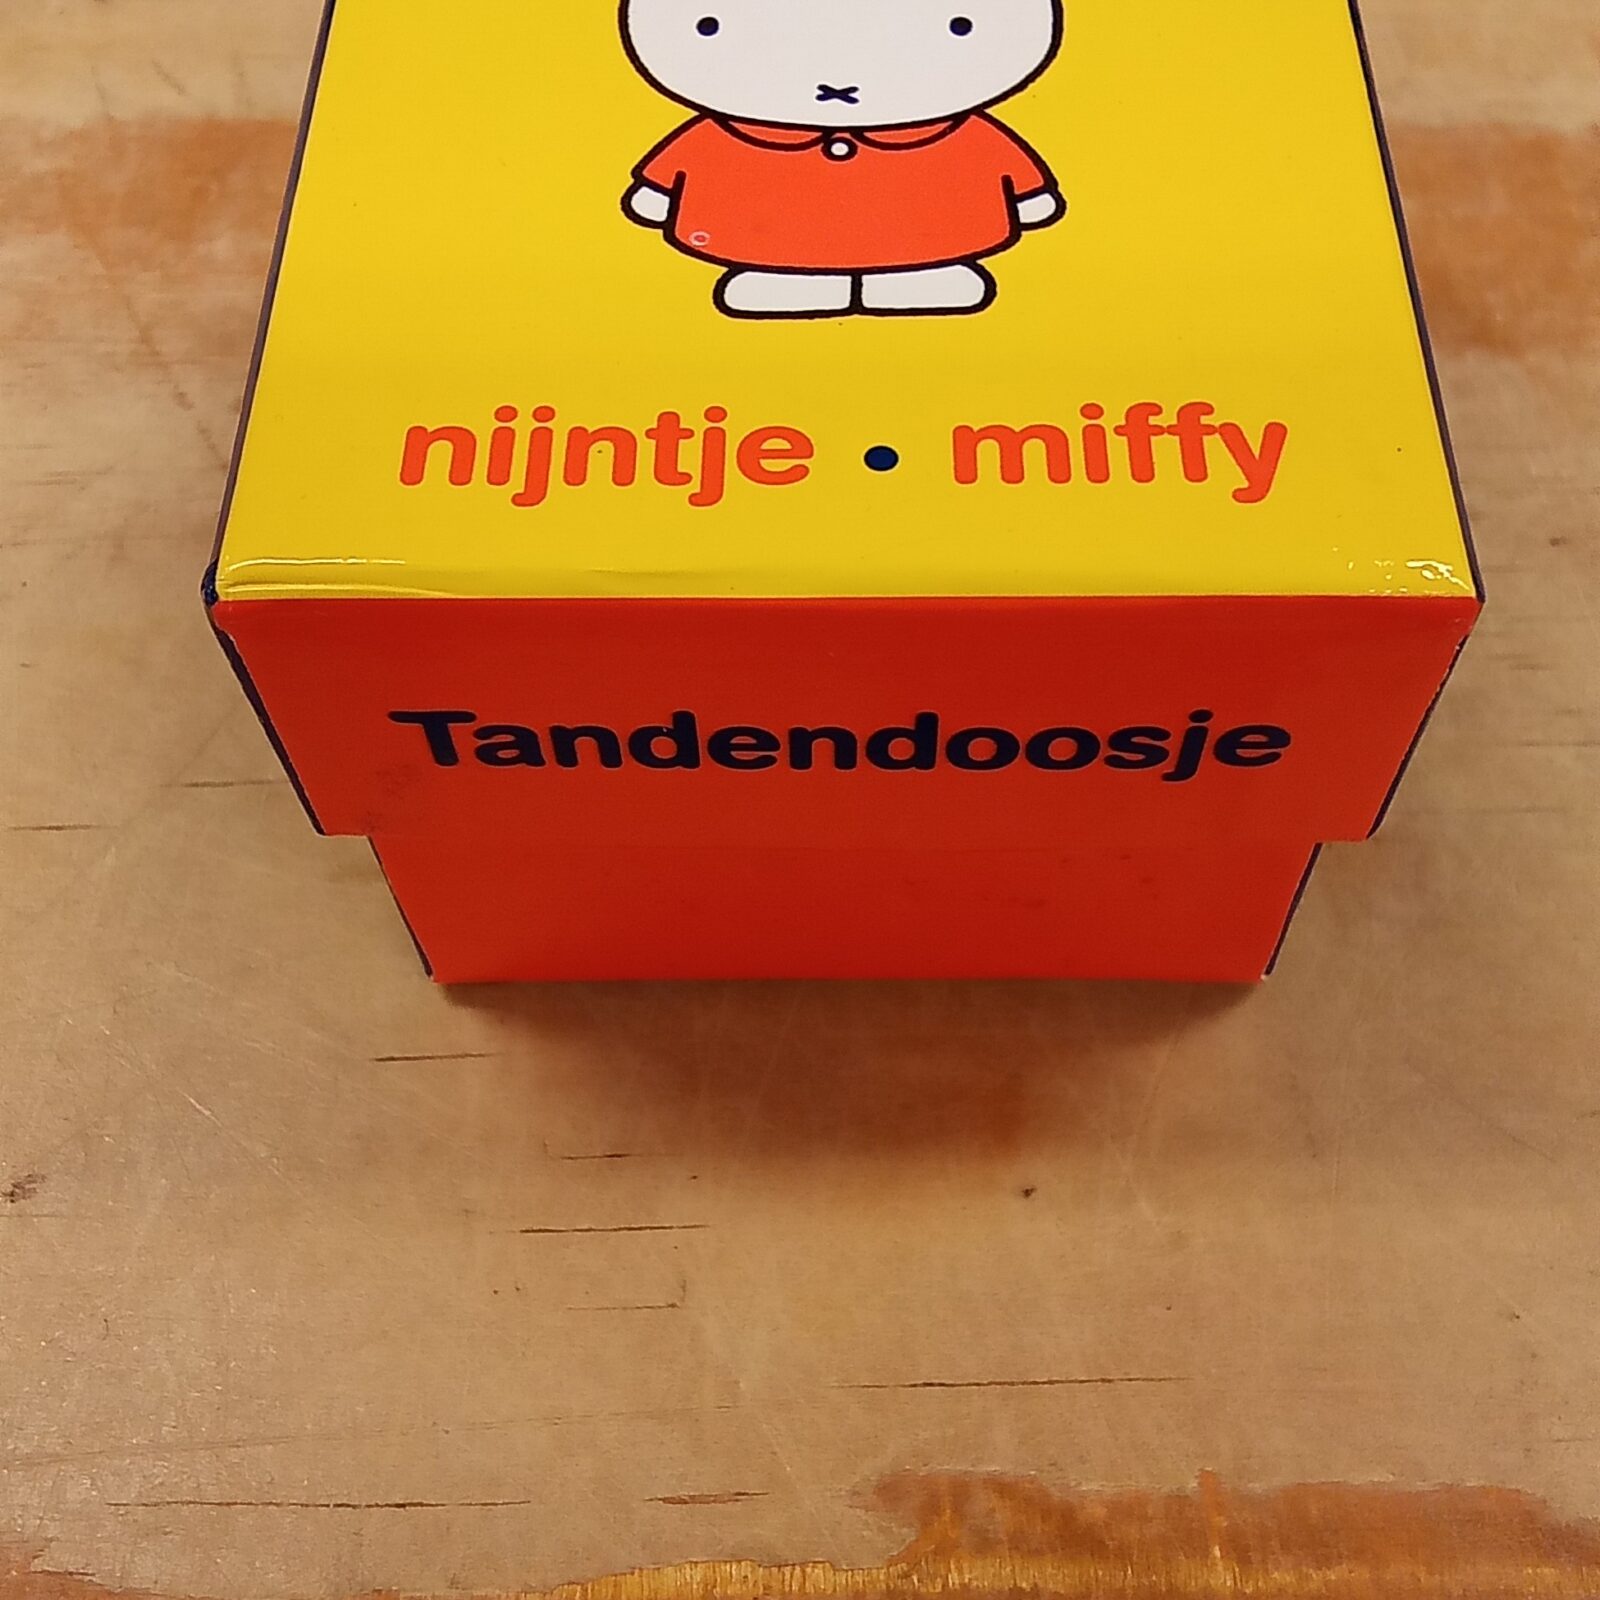 nijntje • miffy
Tandendoosje